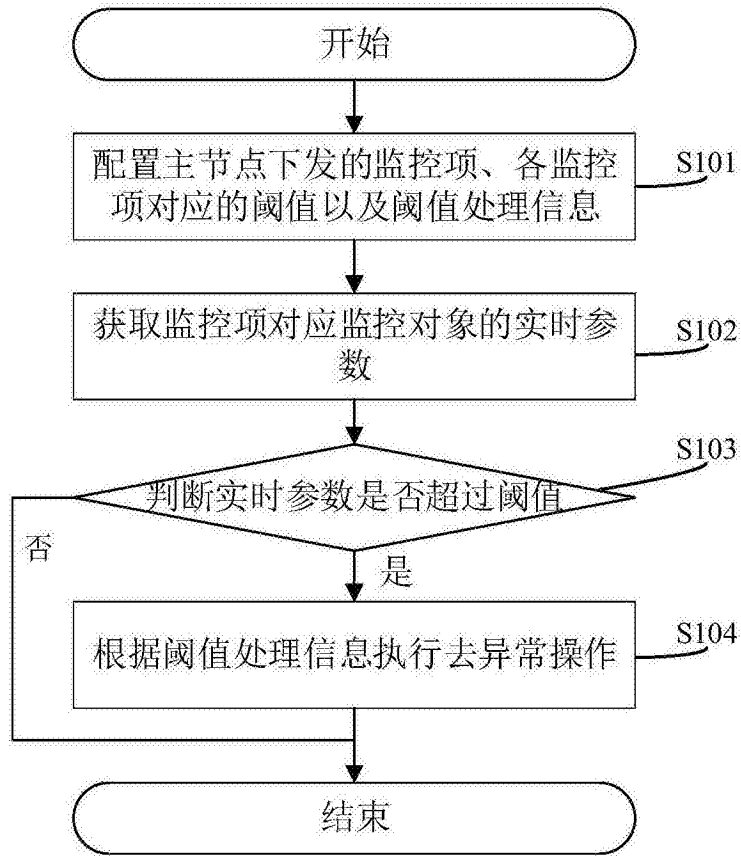 开始
配置主节点下发的监控项、各监控
项对应的阈值以及阈值处理信息
S101
获取监控项对应监控对象的实时参
数
S102
判断实时参数是否超过阈值
S103
否
是
根据阈值处理信息执行去异常操作
S104
结束